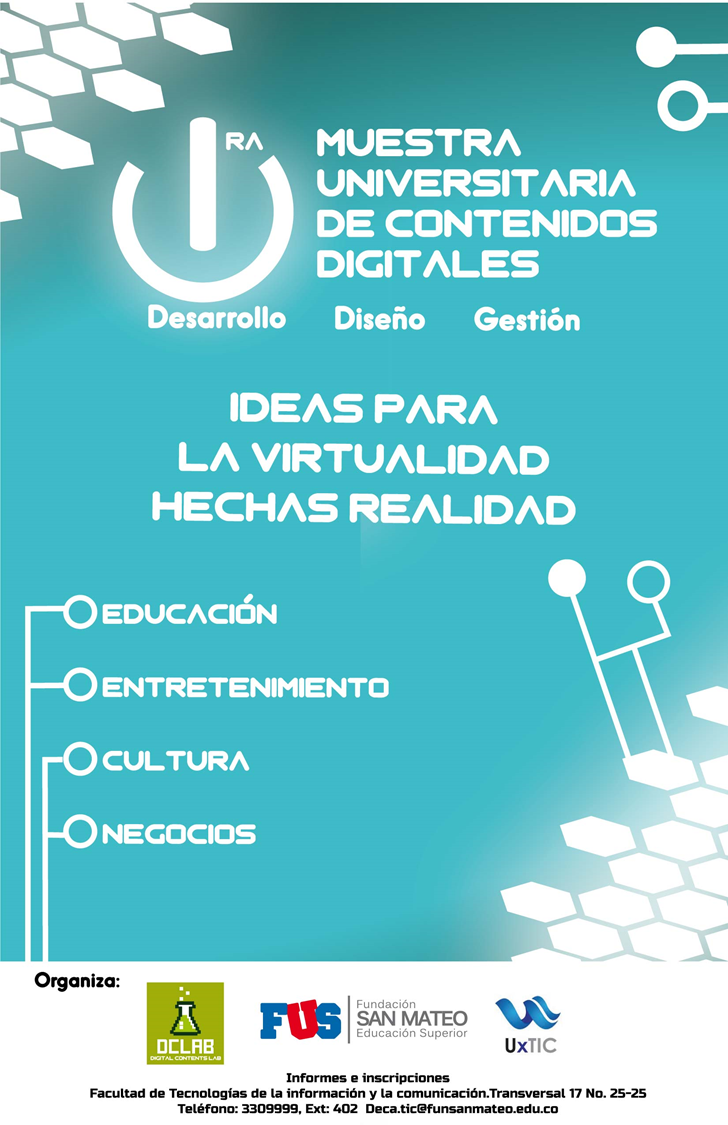 1RA
MUESTRA
UNIVERSITARIA
DE CONTENIDOS
DIGITALES
Desarrollo Diseño Gestión
IDEAS PARA
LA VIRTUALIDAD
HECHAS REALIDAD
EDUCACIÓN
ENTRETENIMIENTO
CULTURA
NEGOCIOS
Organiza:
DCLAB
DIGITAL CONTENTS LAB
FUS
Fundación
SAN MATEO
Educación Superior
UxTIC
Informes e inscripciones
Facultad de Tecnologías de la información y la comunicación.Transversal 17 No. 25-25
Teléfono: 3309999, Ext: 402 Deca.tic@funsanmateo.edu.co